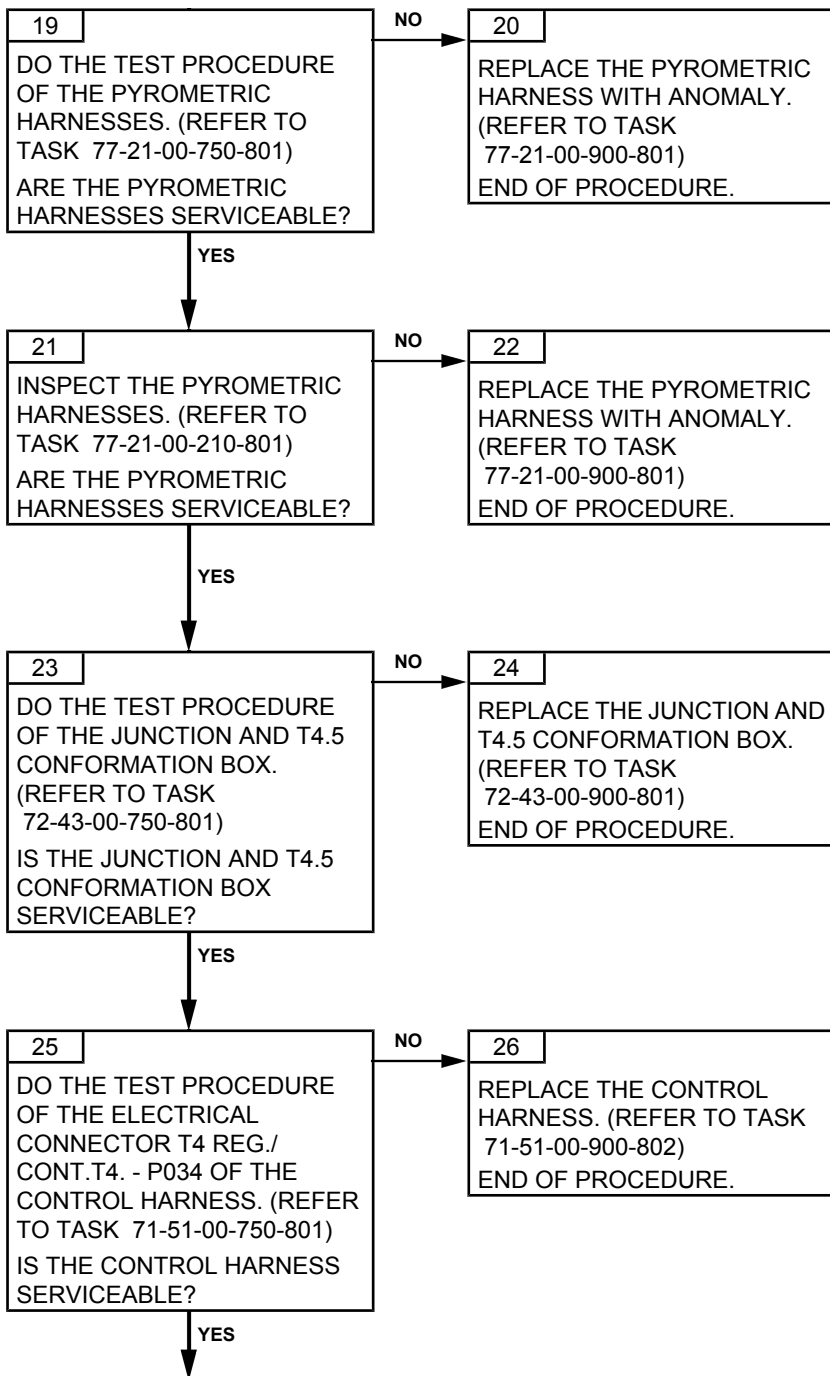 19
DO THE TEST PROCEDURE
OF THE PYROMETRIC
HARNESSES. (REFER TO
TASK 77-21-00-750-801)
ARE THE PYROMETRIC
HARNESSES SERVICEABLE?
NO
20
REPLACE THE PYROMETRIC
HARNESS WITH ANOMALY.
(REFER TO TASK
77-21-00-900-801)
END OF PROCEDURE.
YES
21
INSPECT THE PYROMETRIC
HARNESSES. (REFER TO
TASK 77-21-00-210-801)
ARE THE PYROMETRIC
HARNESSES SERVICEABLE?
NO
22
REPLACE THE PYROMETRIC
HARNESS WITH ANOMALY.
(REFER TO TASK
77-21-00-900-801)
END OF PROCEDURE.
YES
23
DO THE TEST PROCEDURE
OF THE JUNCTION AND T4.5
CONFORMATION BOX.
(REFER TO TASK
72-43-00-750-801)
IS THE JUNCTION AND T4.5
CONFORMATION BOX
SERVICEABLE?
NO
24
REPLACE THE JUNCTION AND
T4.5 CONFORMATION BOX.
(REFER TO TASK
72-43-00-900-801)
END OF PROCEDURE.
YES
25
DO THE TEST PROCEDURE
OF THE ELECTRICAL
CONNECTOR T4 REG./
CONT.T4. - P034 OF THE
CONTROL HARNESS. (REFER
TO TASK 71-51-00-750-801)
IS THE CONTROL HARNESS
SERVICEABLE?
NO
26
REPLACE THE CONTROL
HARNESS. (REFER TO TASK
71-51-00-900-802)
END OF PROCEDURE.
YES